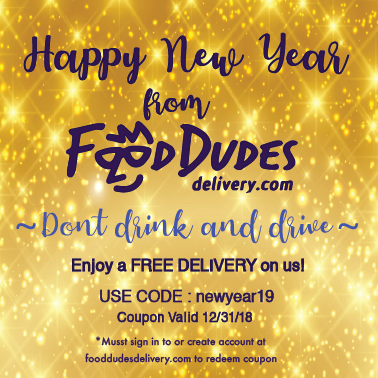 Happy New Year
from
FOODDUDES
delivery.com
~Dont drink and drive~
Enjoy a FREE DELIVERY on us!
USE CODE : newyear19
Coupon Valid 12/31/18
*Musst sign in to or create account at
fooddudesdelivery.com to redeem coupon